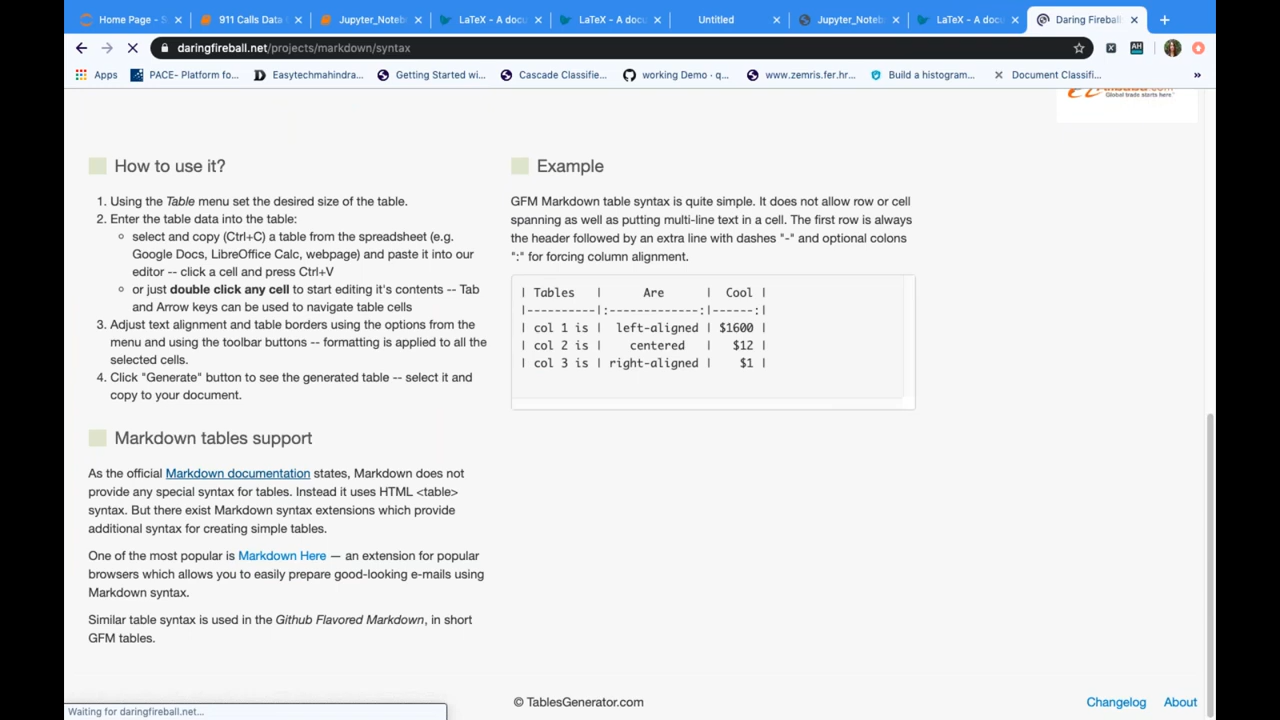 Home Page - S
911 Calls Data
Jupyter_Noteb
LaTeX - A docu
LaTeX - A docu
Untitled
Jupyter_Noteb
LaTeX - A docu
Daring Fireball
daringfireball.net/projects/markdown/syntax
Apps
PACE- Platform fo...
Easytechmahindra...
Getting Started wi...
Cascade Classifie...
working Demo · q...
www.zemris.fer.hr...
Build a histogram...
Document Classifi...
»
Global trade starts here™
How to use it?
1. Using the Table menu set the desired size of the table.
2. Enter the table data into the table:
select and copy (Ctrl+C) a table from the spreadsheet (e.g.
Google Docs, LibreOffice Calc, webpage) and paste it into our
editor -- click a cell and press Ctrl+V
or just double click any cell to start editing it's contents -- Tab
and Arrow keys can be used to navigate table cells
3. Adjust text alignment and table borders using the options from the
menu and using the toolbar buttons -- formatting is applied to all the
selected cells.
4. Click "Generate" button to see the generated table -- select it and
copy to your document.
Markdown tables support
As the official Markdown documentation states, Markdown does not
provide any special syntax for tables. Instead it uses HTML <table>
syntax. But there exist Markdown syntax extensions which provide
additional syntax for creating simple tables.
One of the most popular is Markdown Here — an extension for popular
browsers which allows you to easily prepare good-looking e-mails using
Markdown syntax.
Similar table syntax is used in the Github Flavored Markdown, in short
GFM tables.
Example
GFM Markdown table syntax is quite simple. It does not allow row or cell
spanning as well as putting multi-line text in a cell. The first row is always
the header followed by an extra line with dashes "-" and optional colons
":" for forcing column alignment.
| Tables   |      Are      |  Cool |
|----------|:-------------:|------:|
| col 1 is |  left-aligned | $1600 |
| col 2 is |    centered   |   $12 |
| col 3 is | right-aligned |    $1 |
© TablesGenerator.com
Changelog
About
Waiting for daringfireball.net...